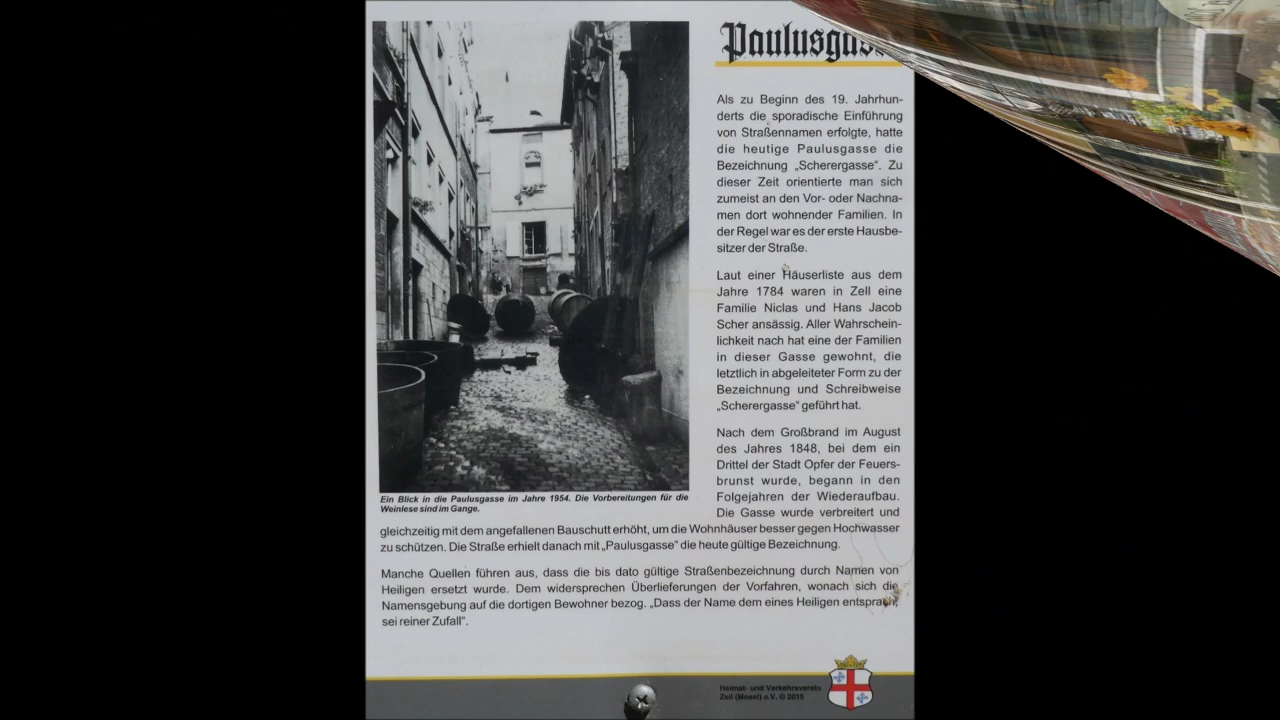 Als zu Beginn des 19. Jahrhun-
derts die sporadische Einführung
von Straßennamen erfolgte, hatte
die heutige Paulusgasse die
Bezeichnung „Scherergasse“. Zu
dieser Zeit orientierte man sich
zumeist an den Vor- oder Nachna-
men dort wohnender Familien. In
der Regel war es der erste Hausbe-
sitzer der Straße.
Laut einer Häuserliste aus dem
Jahre 1784 waren in Zell eine
Familie Niclas und Hans Jacob
Scher ansässig. Aller Wahrschein-
lichkeit nach hat eine der Familien
in dieser Gasse gewohnt, die
letztlich in abgeleiteter Form zu der
Bezeichnung und Schreibweise
„Scherergasse“ geführt hat.
Nach dem Großbrand im August
des Jahres 1848, bei dem ein
Drittel der Stadt Opfer der Feuers-
brunst wurde, begann in den
Folgejahren der Wiederaufbau.
Die Gasse wurde verbreitert und
gleichzeitig mit dem angefallenen Bauschutt erhöht, um die Wohnhäuser besser gegen Hochwasser
zu schützen. Die Straße erhielt danach mit „Paulusgasse“ die heute gültige Bezeichnung.
Manche Quellen führen aus, dass die bis dato gültige Straßenbezeichnung durch Namen von
Heiligen ersetzt wurde. Dem widersprechen Überlieferungen der Vorfahren, wonach sich die
Namensgebung auf die dortigen Bewohner bezog. „Dass der Name dem eines Heiligen entsprach,
sei reiner Zufall”.
Ein Blick in die Paulusgasse im Jahre 1954. Die Vorbereitungen für die
Weinlese sind im Gange.
Heimat- und Verkehrsverein
Zell (Mosel) e.V. © 2015